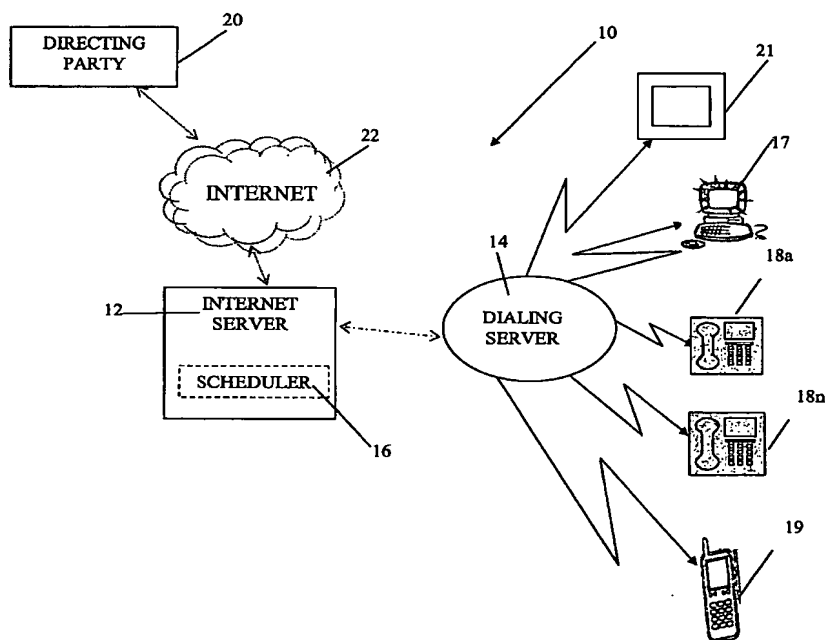 20
DIRECTING
PARTY
10
21
22
INTERNET
17
14
18a
12
INTERNET
SERVER
DIALING
SERVER
SCHEDULER
18n
16
19